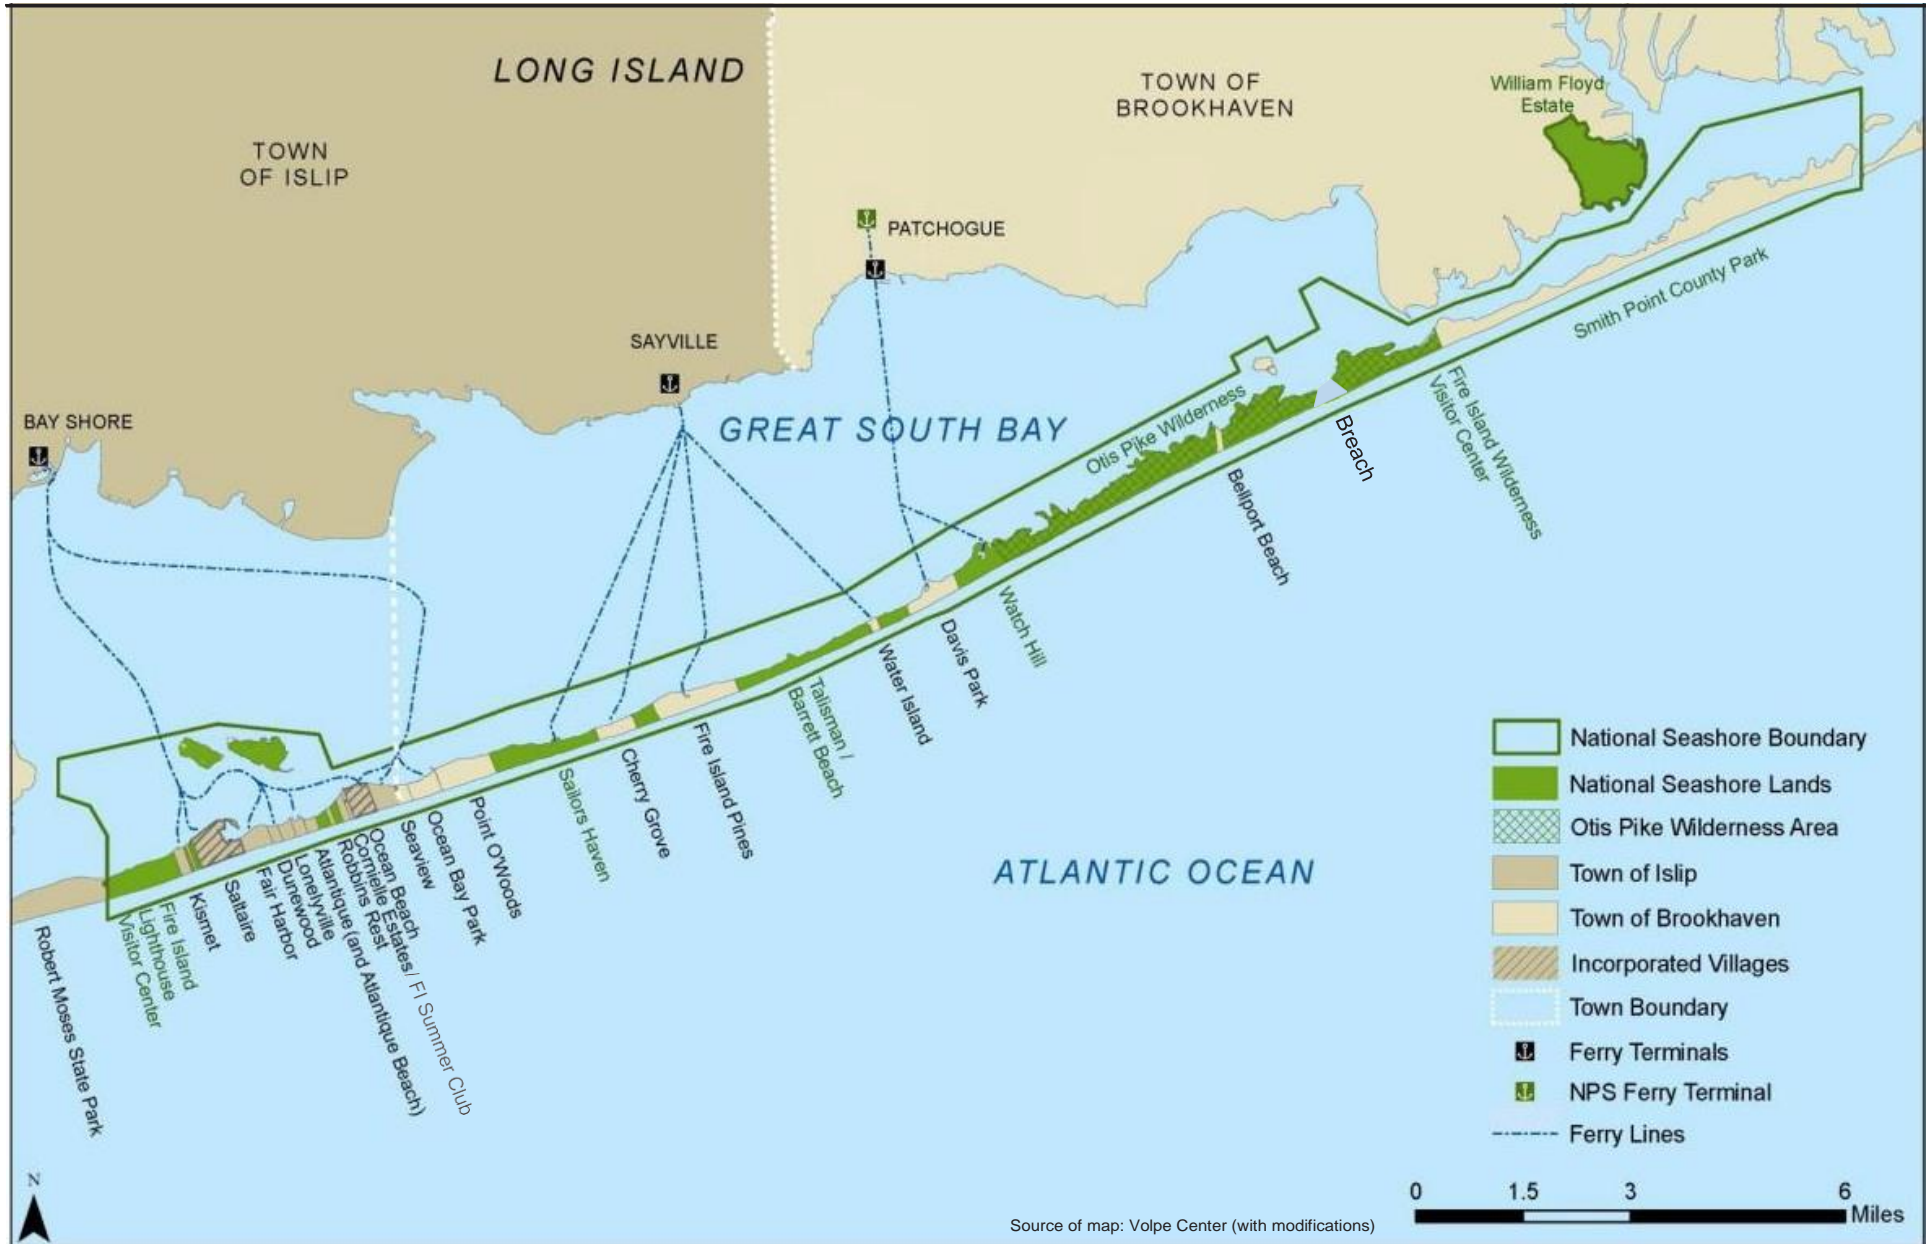 LONG ISLAND
TOWN
OF ISLIP
TOWN OF
BROOKHAVEN
William Floyd
Estate
PATCHOGUE
SAYVILLE
BAY SHORE
GREAT SOUTH BAY
Otis Pike Wilderness
Smith Point County Park
Fire Island Wilderness
Visitor Center
Breach
Bellport Beach
Watch Hill
Davis Park
Water Island
Talisman /
Barrett Beach
Fire Island Pines
Cherry Grove
Sailors Haven
Point O'Woods
Ocean Bay Park
Seaview
Ocean Beach
Corneille Estates/ FI Summer Club
Robbins Rest
Atlantique (and Atlantique Beach)
Lonelyville
Dunewood
Fair Harbor
Saltaire
Kismet
Fire Island
Lighthouse
Visitor Center
Robert Moses State Park
ATLANTIC OCEAN
National Seashore Boundary
National Seashore Lands
Otis Pike Wilderness Area
Town of Islip
Town of Brookhaven
Incorporated Villages
Town Boundary
Ferry Terminals
NPS Ferry Terminal
Ferry Lines
0 1.5 3 6
Miles
N
Source of map: Volpe Center (with modifications)